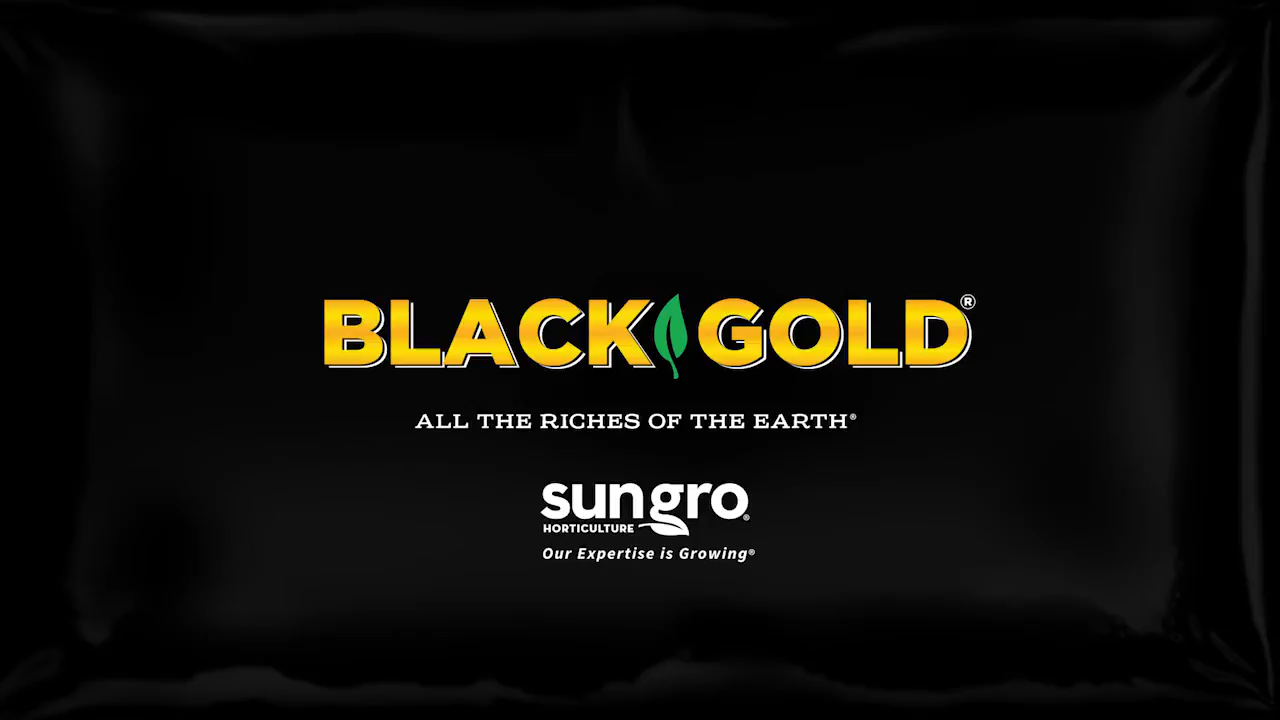 BLACK GOLD®
ALL THE RICHES OF THE EARTH®
sungro®
HORTICULTURE
Our Expertise is Growing®